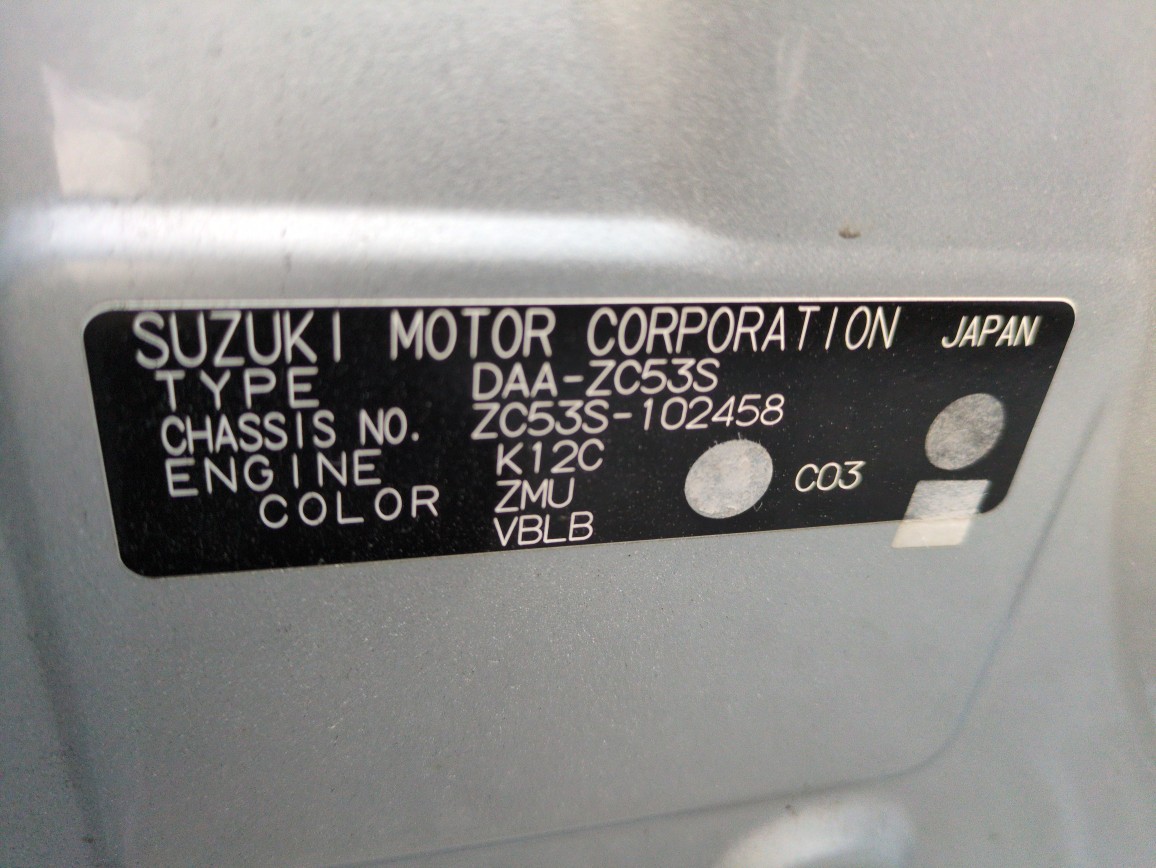 SUZUKI MOTOR CORPORATION JAPAN
TYPE DAA-ZC53S
CHASSIS NO. ZC53S-102458
ENGINE K12C
COLOR ZMU C03
VBLB